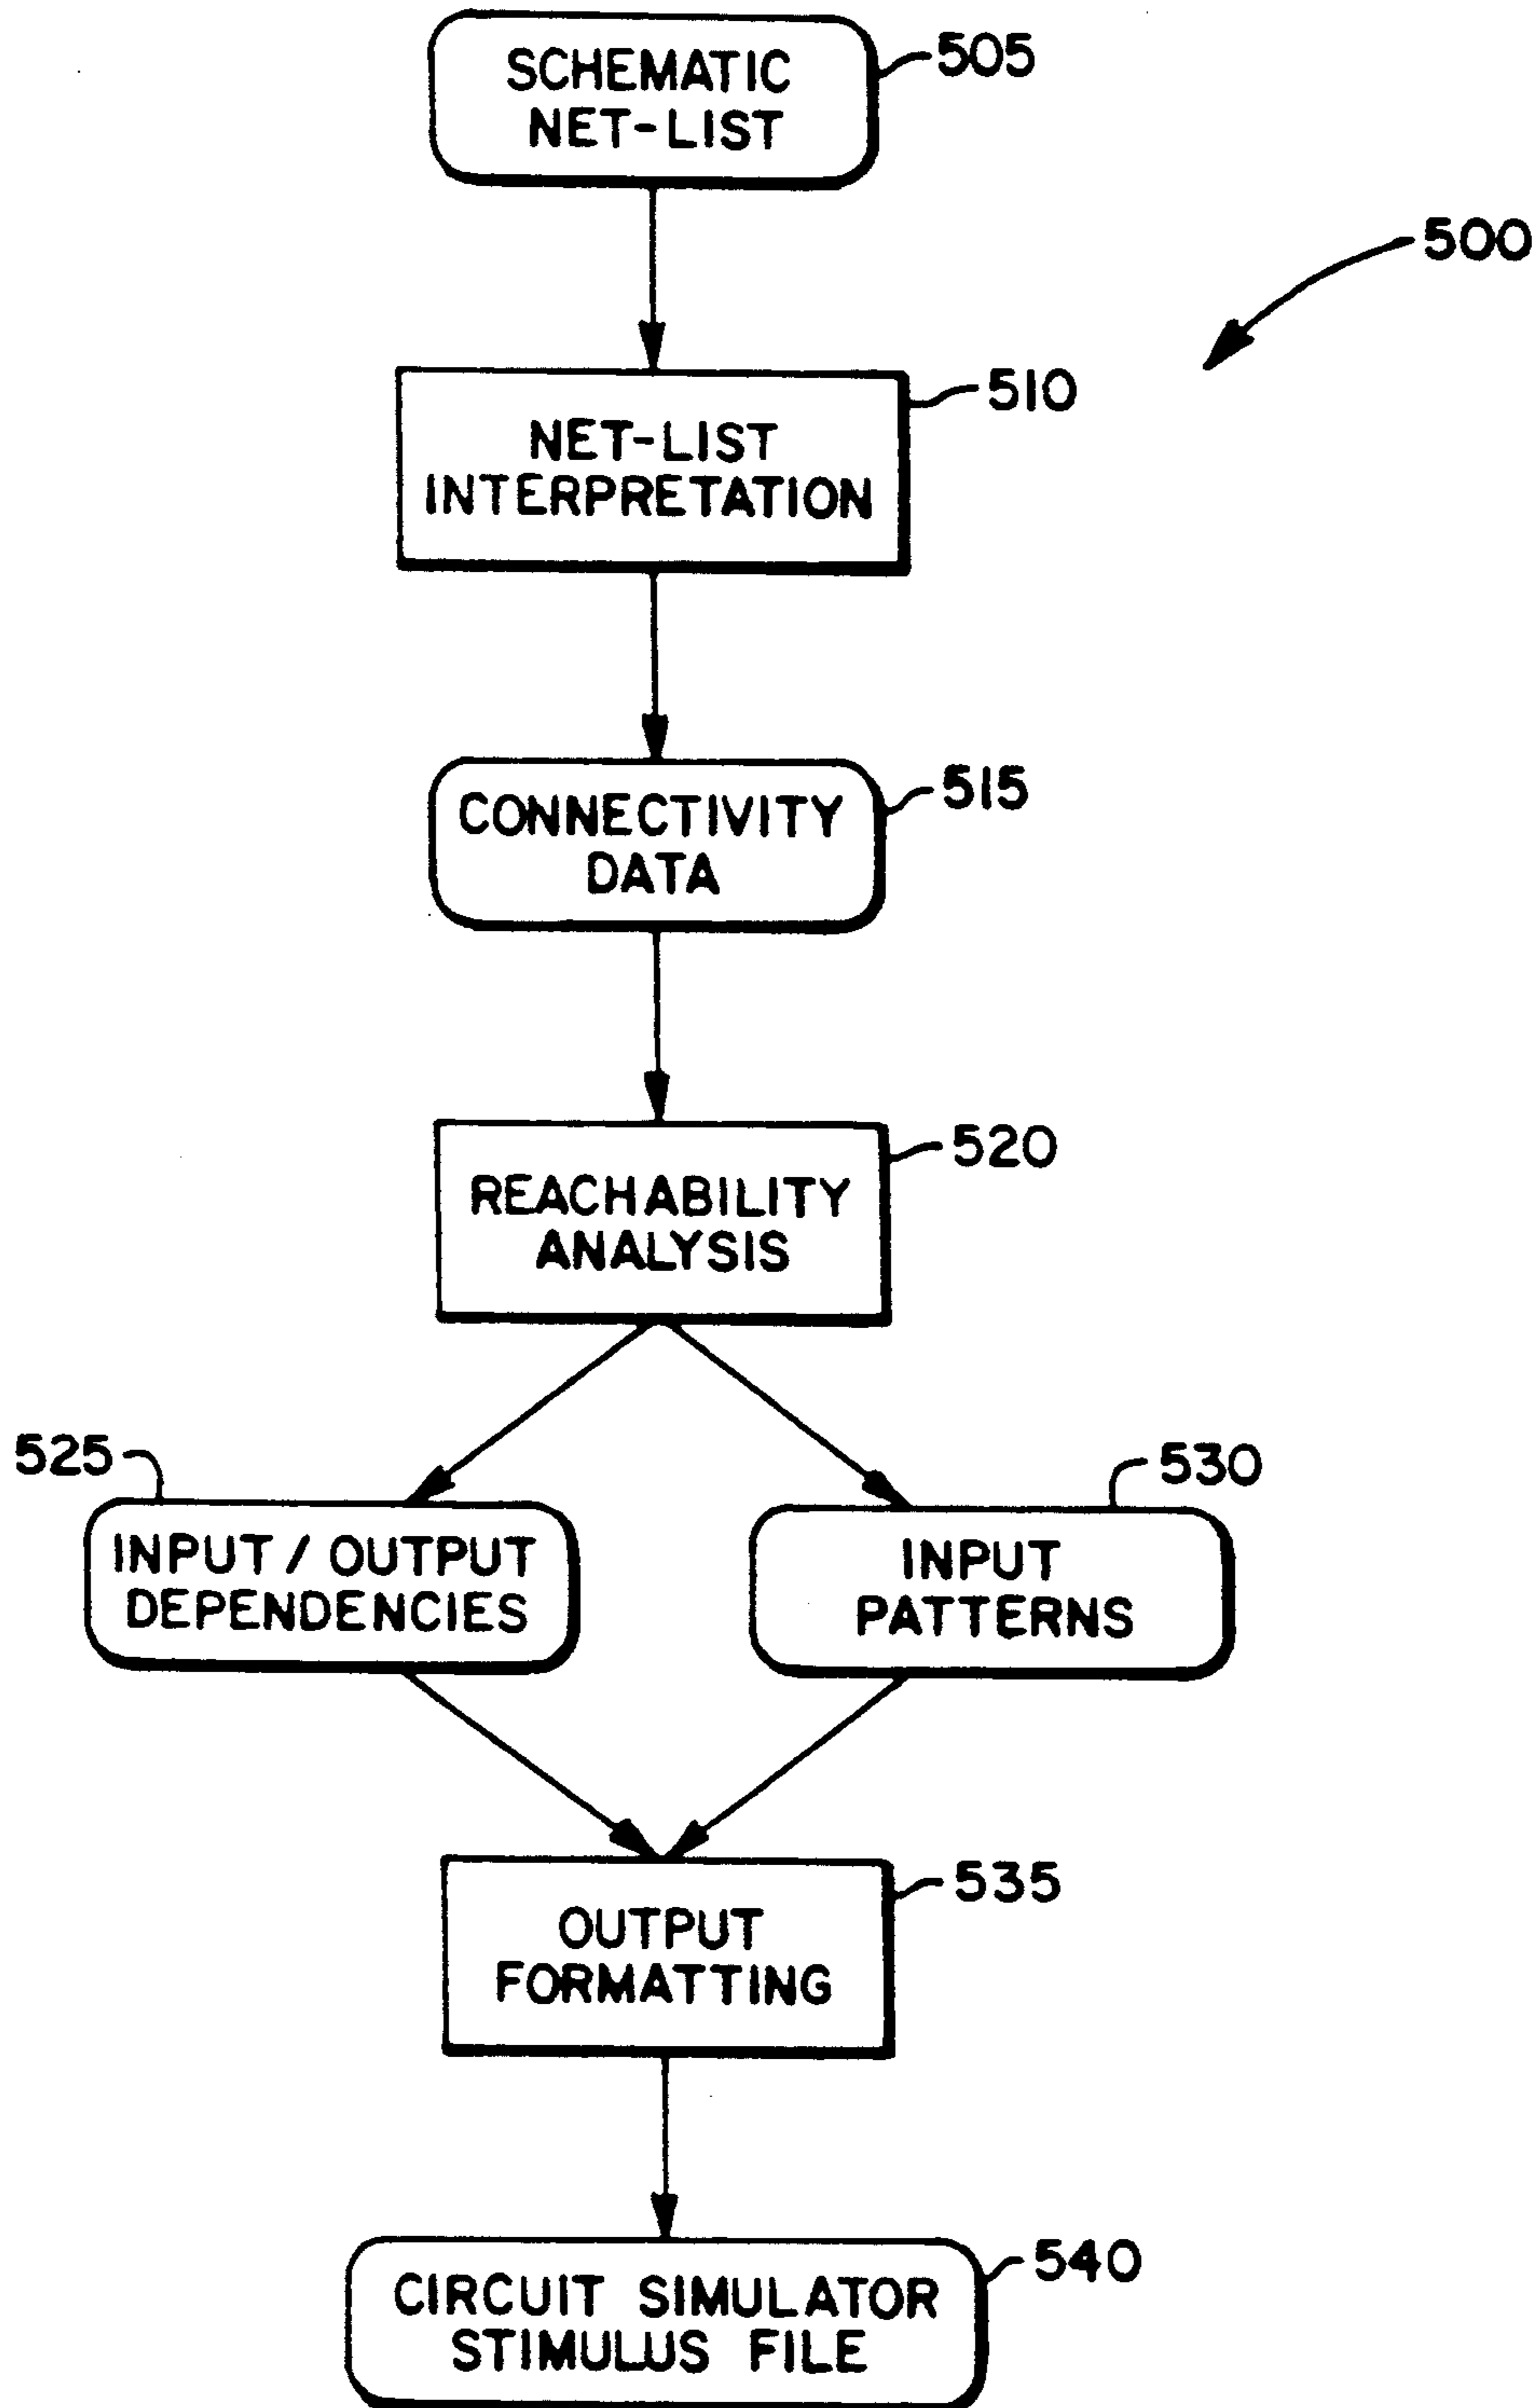 SCHEMATIC
NET-LIST
505
500
NET-LIST
INTERPRETATION
510
CONNECTIVITY
DATA
515
REACHABILITY
ANALYSIS
520
525
INPUT / OUTPUT
DEPENDENCIES
530
INPUT
PATTERNS
OUTPUT
FORMATTING
535
CIRCUIT SIMULATOR
STIMULUS FILE
540